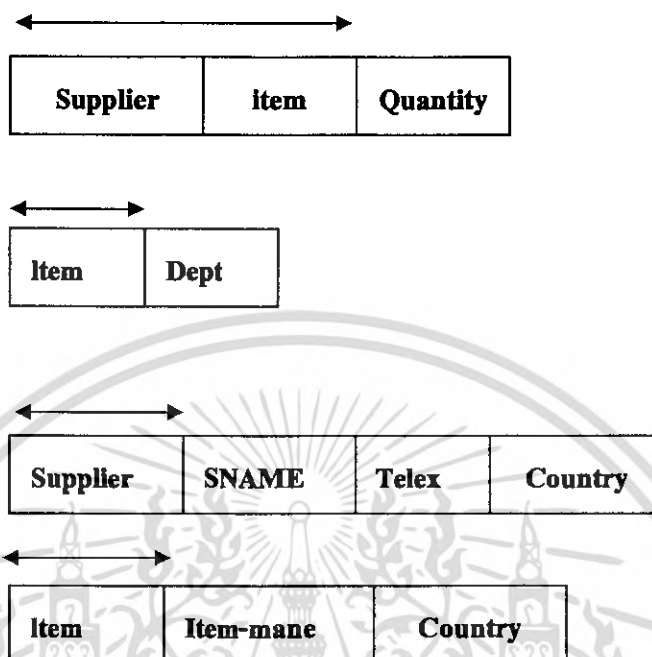 Supplier item Quantity
Item Dept
Supplier SNAME Telex Country
Item Item-mane Country